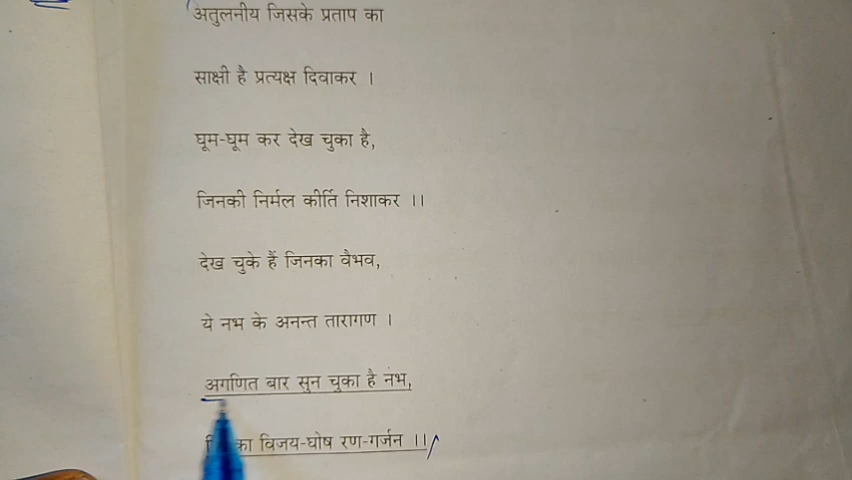 अतुलनीय जिसके प्रताप का
साक्षी है प्रत्यक्ष दिवाकर ।
घूम-घूम कर देख चुका है,
जिनकी निर्मल कीर्ति निशाकर ।।
देख चुके हैं जिनका वैभव,
ये नभ के अनन्त तारागण ।
अगणित बार सुन चुका है नभ,
विजय-घोष रण-गर्जन ।।